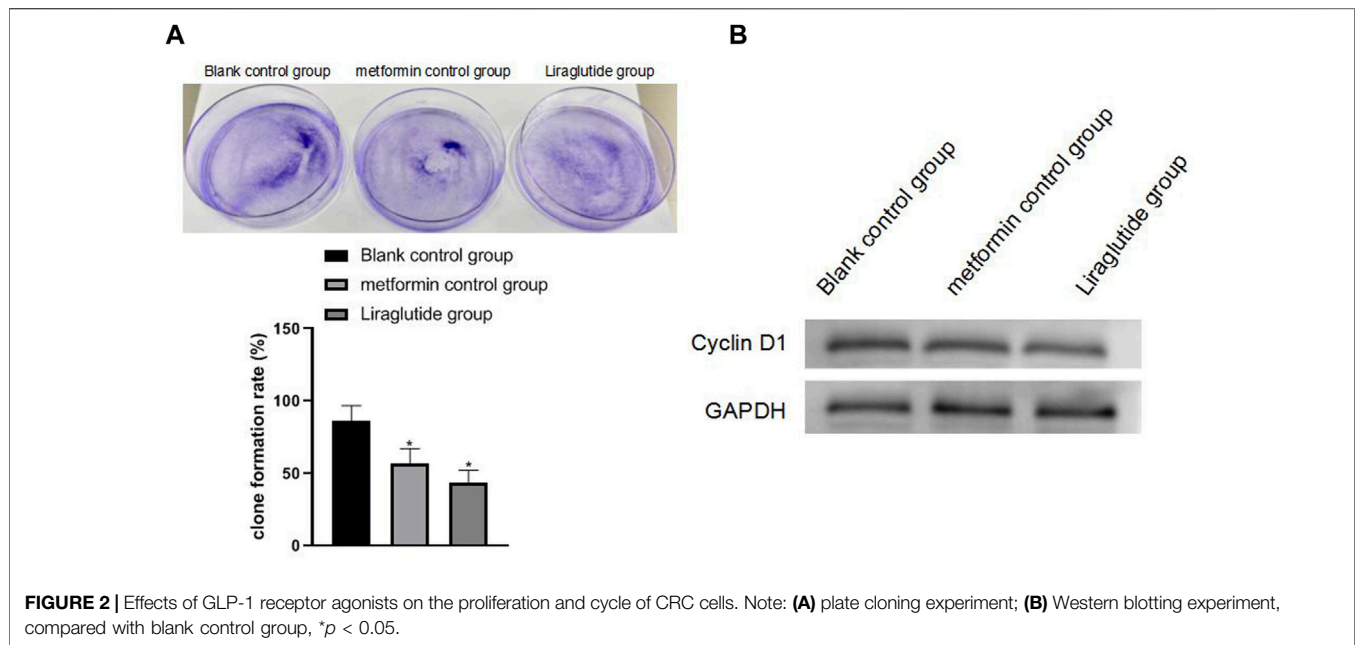 A
Blank control group metformin control group Liraglutide group
Blank control group
metformin control group
Liraglutide group
clone formation rate (%)
150
100
50
0
*
*
B
Blank control group
metformin control group
Liraglutide group
Cyclin D1
GAPDH
FIGURE 2 | Effects of GLP-1 receptor agonists on the proliferation and cycle of CRC cells. Note: (A) plate cloning experiment; (B) Western blotting experiment,
compared with blank control group, *p < 0.05.